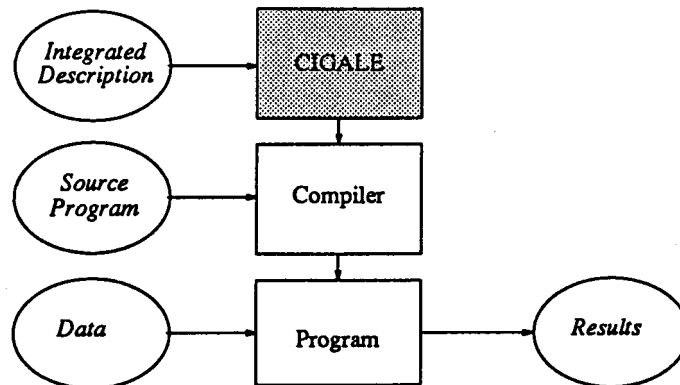 Integrated
Description
CIGALE
Source
Program
Compiler
Data
Program
Results